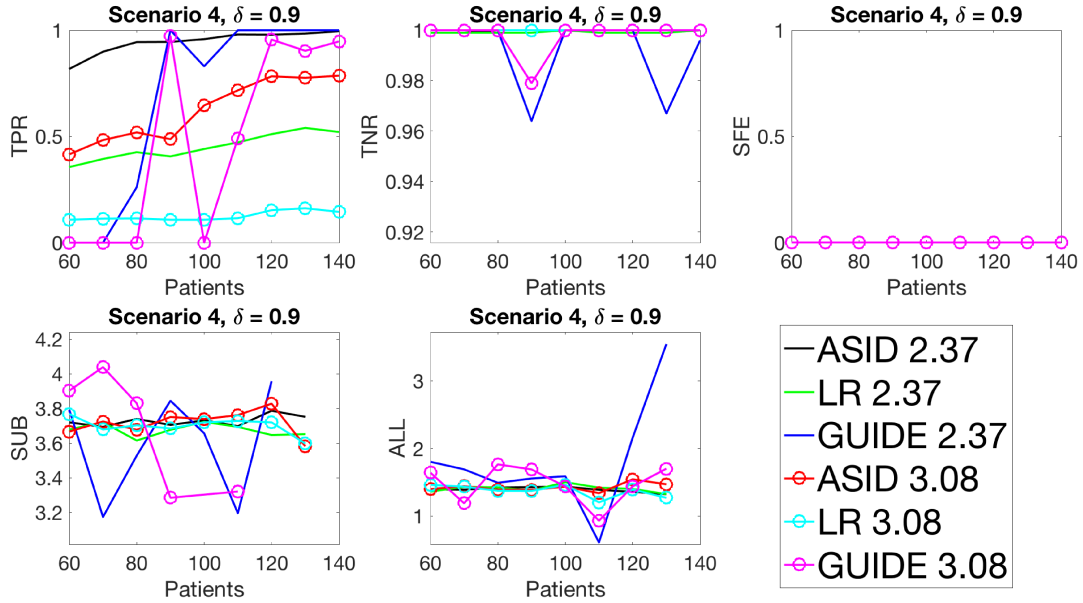 Scenario 4, δ = 0.9
1
0.5
0
TPR
60 80 100 120 140
Patients
Scenario 4, δ = 0.9
1
0.98
0.96
0.94
0.92
TNR
60 80 100 120 140
Patients
Scenario 4, δ = 0.9
1
0.5
0
SFE
60 80 100 120 140
Patients
Scenario 4, δ = 0.9
4.2
4
3.8
3.6
3.4
3.2
SUB
60 80 100 120 140
Patients
Scenario 4, δ = 0.9
3
2
1
ALL
60 80 100 120 140
Patients
ASID 2.37
LR 2.37
GUIDE 2.37
ASID 3.08
LR 3.08
GUIDE 3.08